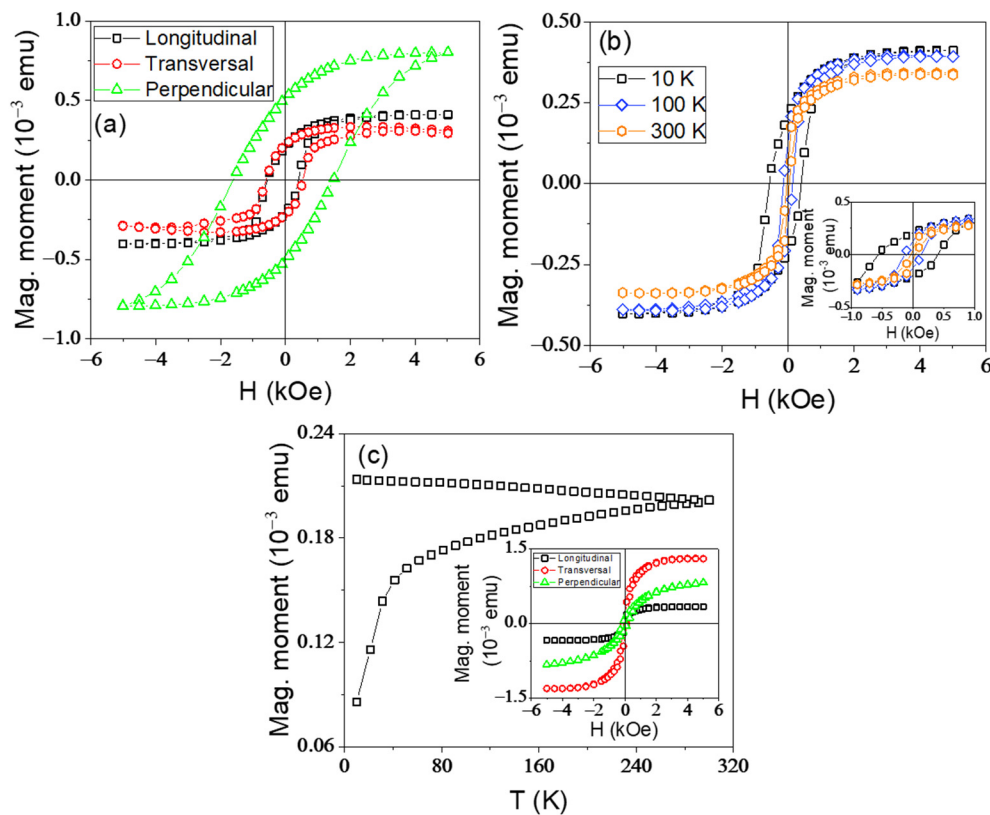 1.0
0.5
0.0
−0.5
−1.0
Mag. moment (10⁻³ emu)
Longitudinal
Transversal
Perpendicular
(a)
−6 −4 −2 0 2 4 6
H (kOe)
0.50
0.25
0.00
−0.25
−0.50
Mag. moment (10⁻³ emu)
(b)
10 K
100 K
300 K
−6 −4 −2 0 2 4 6
H (kOe)
0.5
0.0
−0.5
Mag. moment
(10⁻³ emu)
−1.0 −0.5 0.0 0.5 1.0
H (kOe)
0.24
0.18
0.12
0.06
Mag. moment (10⁻³ emu)
(c)
0 80 160 240 320
T (K)
1.5
0.0
−1.5
Mag. moment
(10⁻³ emu)
Longitudinal
Transversal
Perpendicular
−6 −4 −2 0 2 4 6
H (kOe)